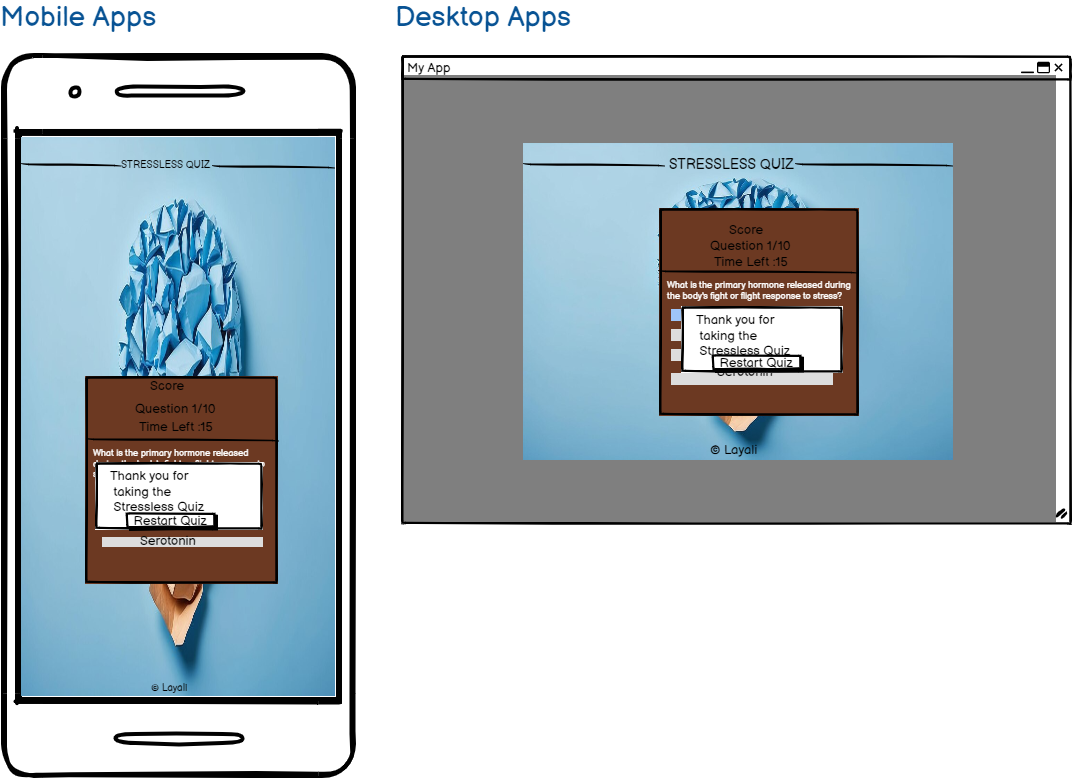 Mobile Apps
STRESSLESS QUIZ
Score
Question 1/10
Time Left :15
What is the primary hormone released
Thank you for
taking the
Stressless Quiz
Restart Quiz
Serotonin
© Layali
Desktop Apps
My App
STRESSLESS QUIZ
Score
Question 1/10
Time Left :15
What is the primary hormone released during
the body's fight or flight response to stress?
Thank you for
taking the
Stressless Quiz
Restart Quiz
Serotonin
© Layali